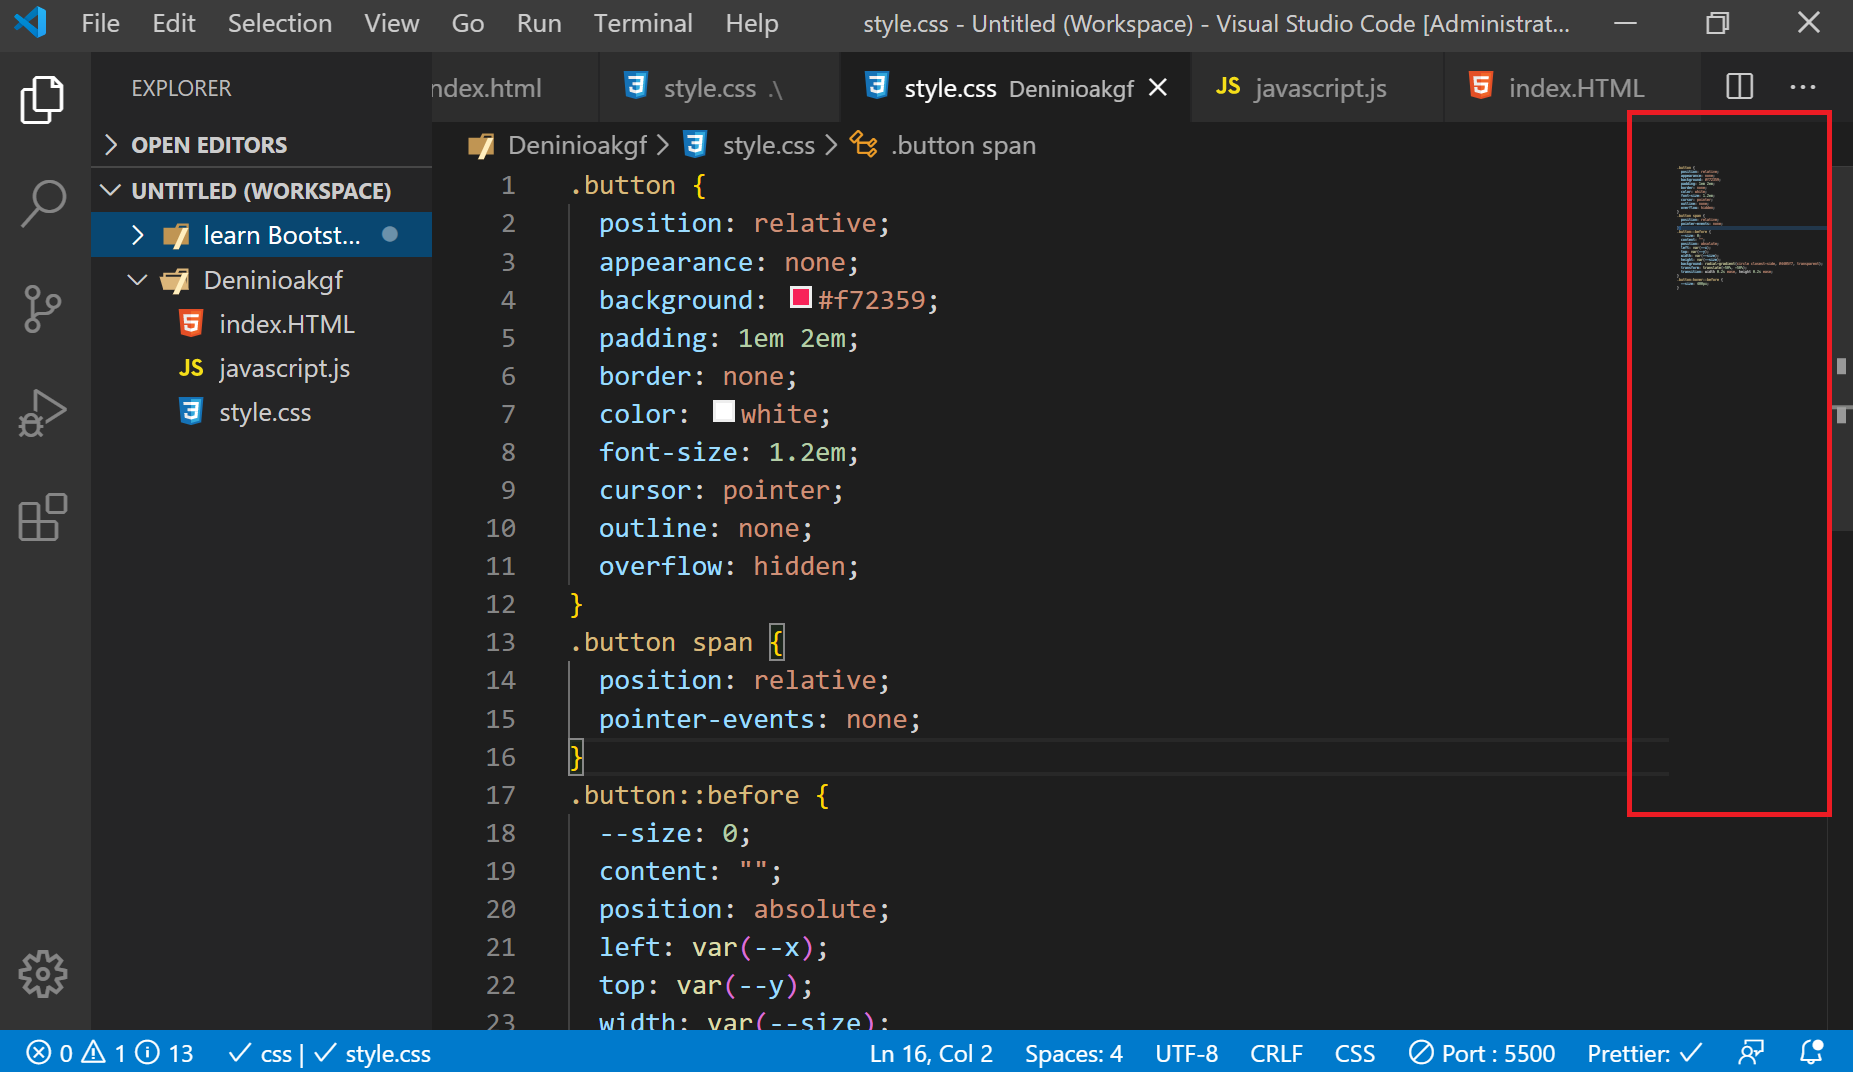 File Edit Selection View Go Run Terminal Help style.css - Untitled (Workspace) - Visual Studio Code [Administrat...
EXPLORER
OPEN EDITORS
UNTITLED (WORKSPACE)
learn Bootst...
Deninioakgf
index.HTML
JS javascript.js
style.css
ndex.html style.css .\ style.css Deninioakgf JS javascript.js index.HTML
Deninioakgf > style.css > .button span
1 .button {
2 position: relative;
3 appearance: none;
4 background: #f72359;
5 padding: 1em 2em;
6 border: none;
7 color: white;
8 font-size: 1.2em;
9 cursor: pointer;
10 outline: none;
11 overflow: hidden;
12 }
13 .button span {
14 position: relative;
15 pointer-events: none;
16 }
17 .button::before {
18 --size: 0;
19 content: "";
20 position: absolute;
21 left: var(--x);
22 top: var(--y);
23 width: var(--size);
0 1 13 css | style.css Ln 16, Col 2 Spaces: 4 UTF-8 CRLF CSS Port : 5500 Prettier: